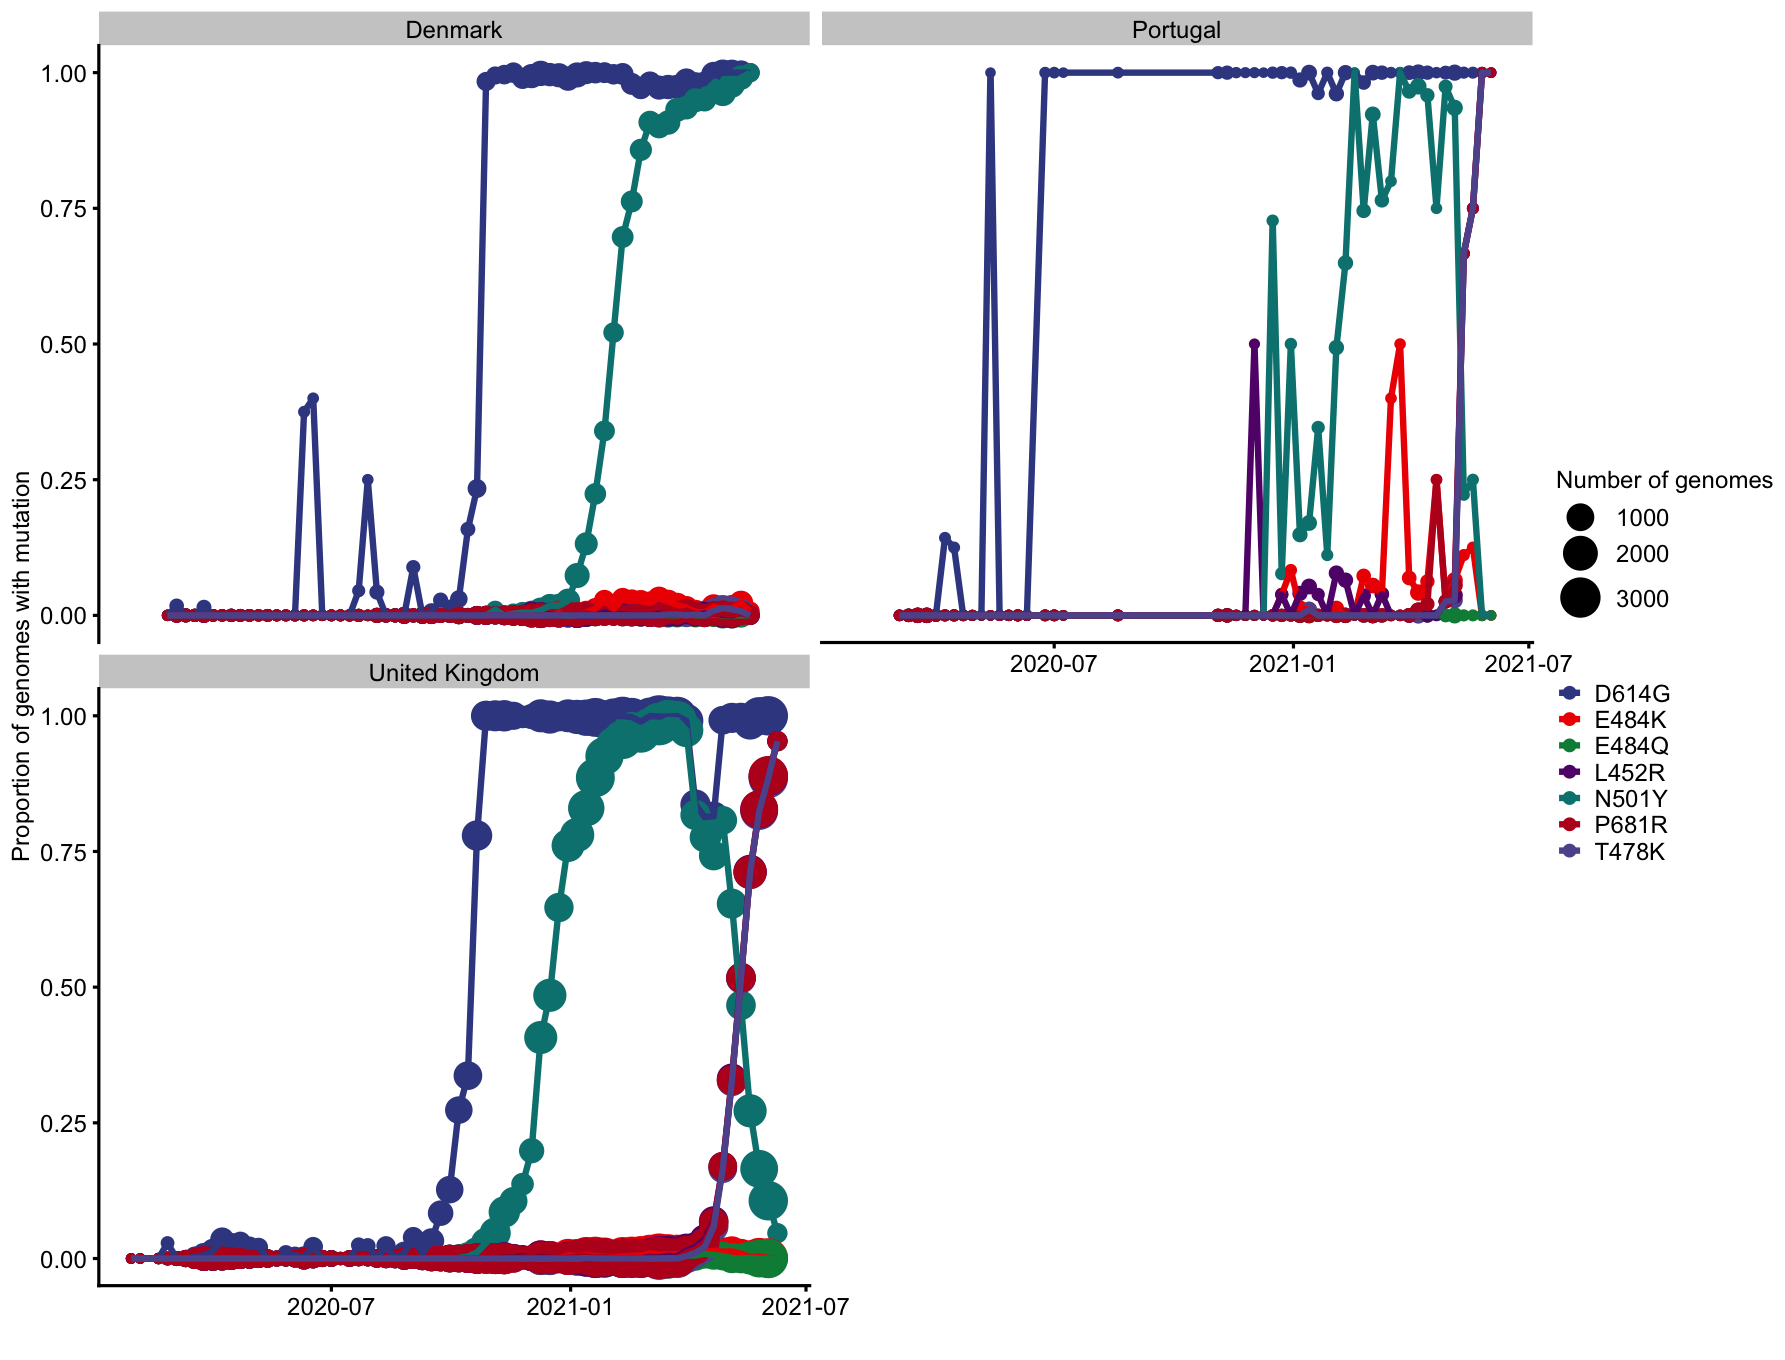 Denmark
Portugal
1.00
0.75
0.50
0.25
0.00
2020-07
2021-01
2021-07
United Kingdom
1.00
0.75
0.50
0.25
0.00
2020-07
2021-01
2021-07
Proportion of genomes with mutation
Number of genomes
1000
2000
3000
D614G
E484K
E484Q
L452R
N501Y
P681R
T478K